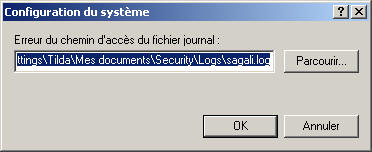 Configuration du système
Erreur du chemin d'accès du fichier journal :
ttings\Tilda\Mes documents\Security\Logs\sagali.log
Parcourir...
OK
Annuler